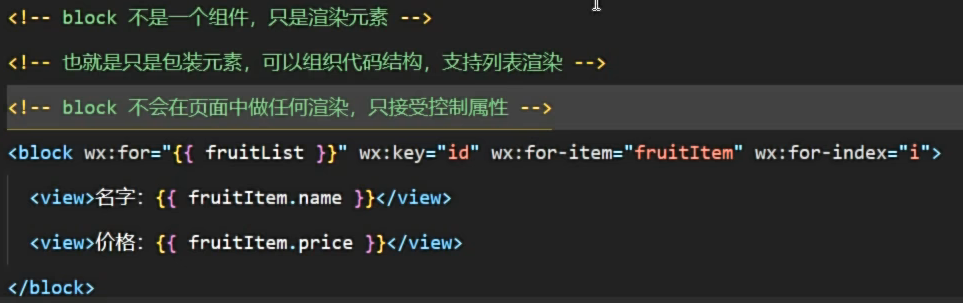 <!-- block 不是一个组件，只是渲染元素 -->
<!-- 也就是只是包装元素，可以组织代码结构，支持列表渲染 -->
<!-- block 不会在页面中做任何渲染，只接受控制属性 -->
<block wx:for="{{ fruitList }}" wx:key="id" wx:for-item="fruitItem" wx:for-index="i">
<view>名字：{{ fruitItem.name }}</view>
<view>价格：{{ fruitItem.price }}</view>
</block>